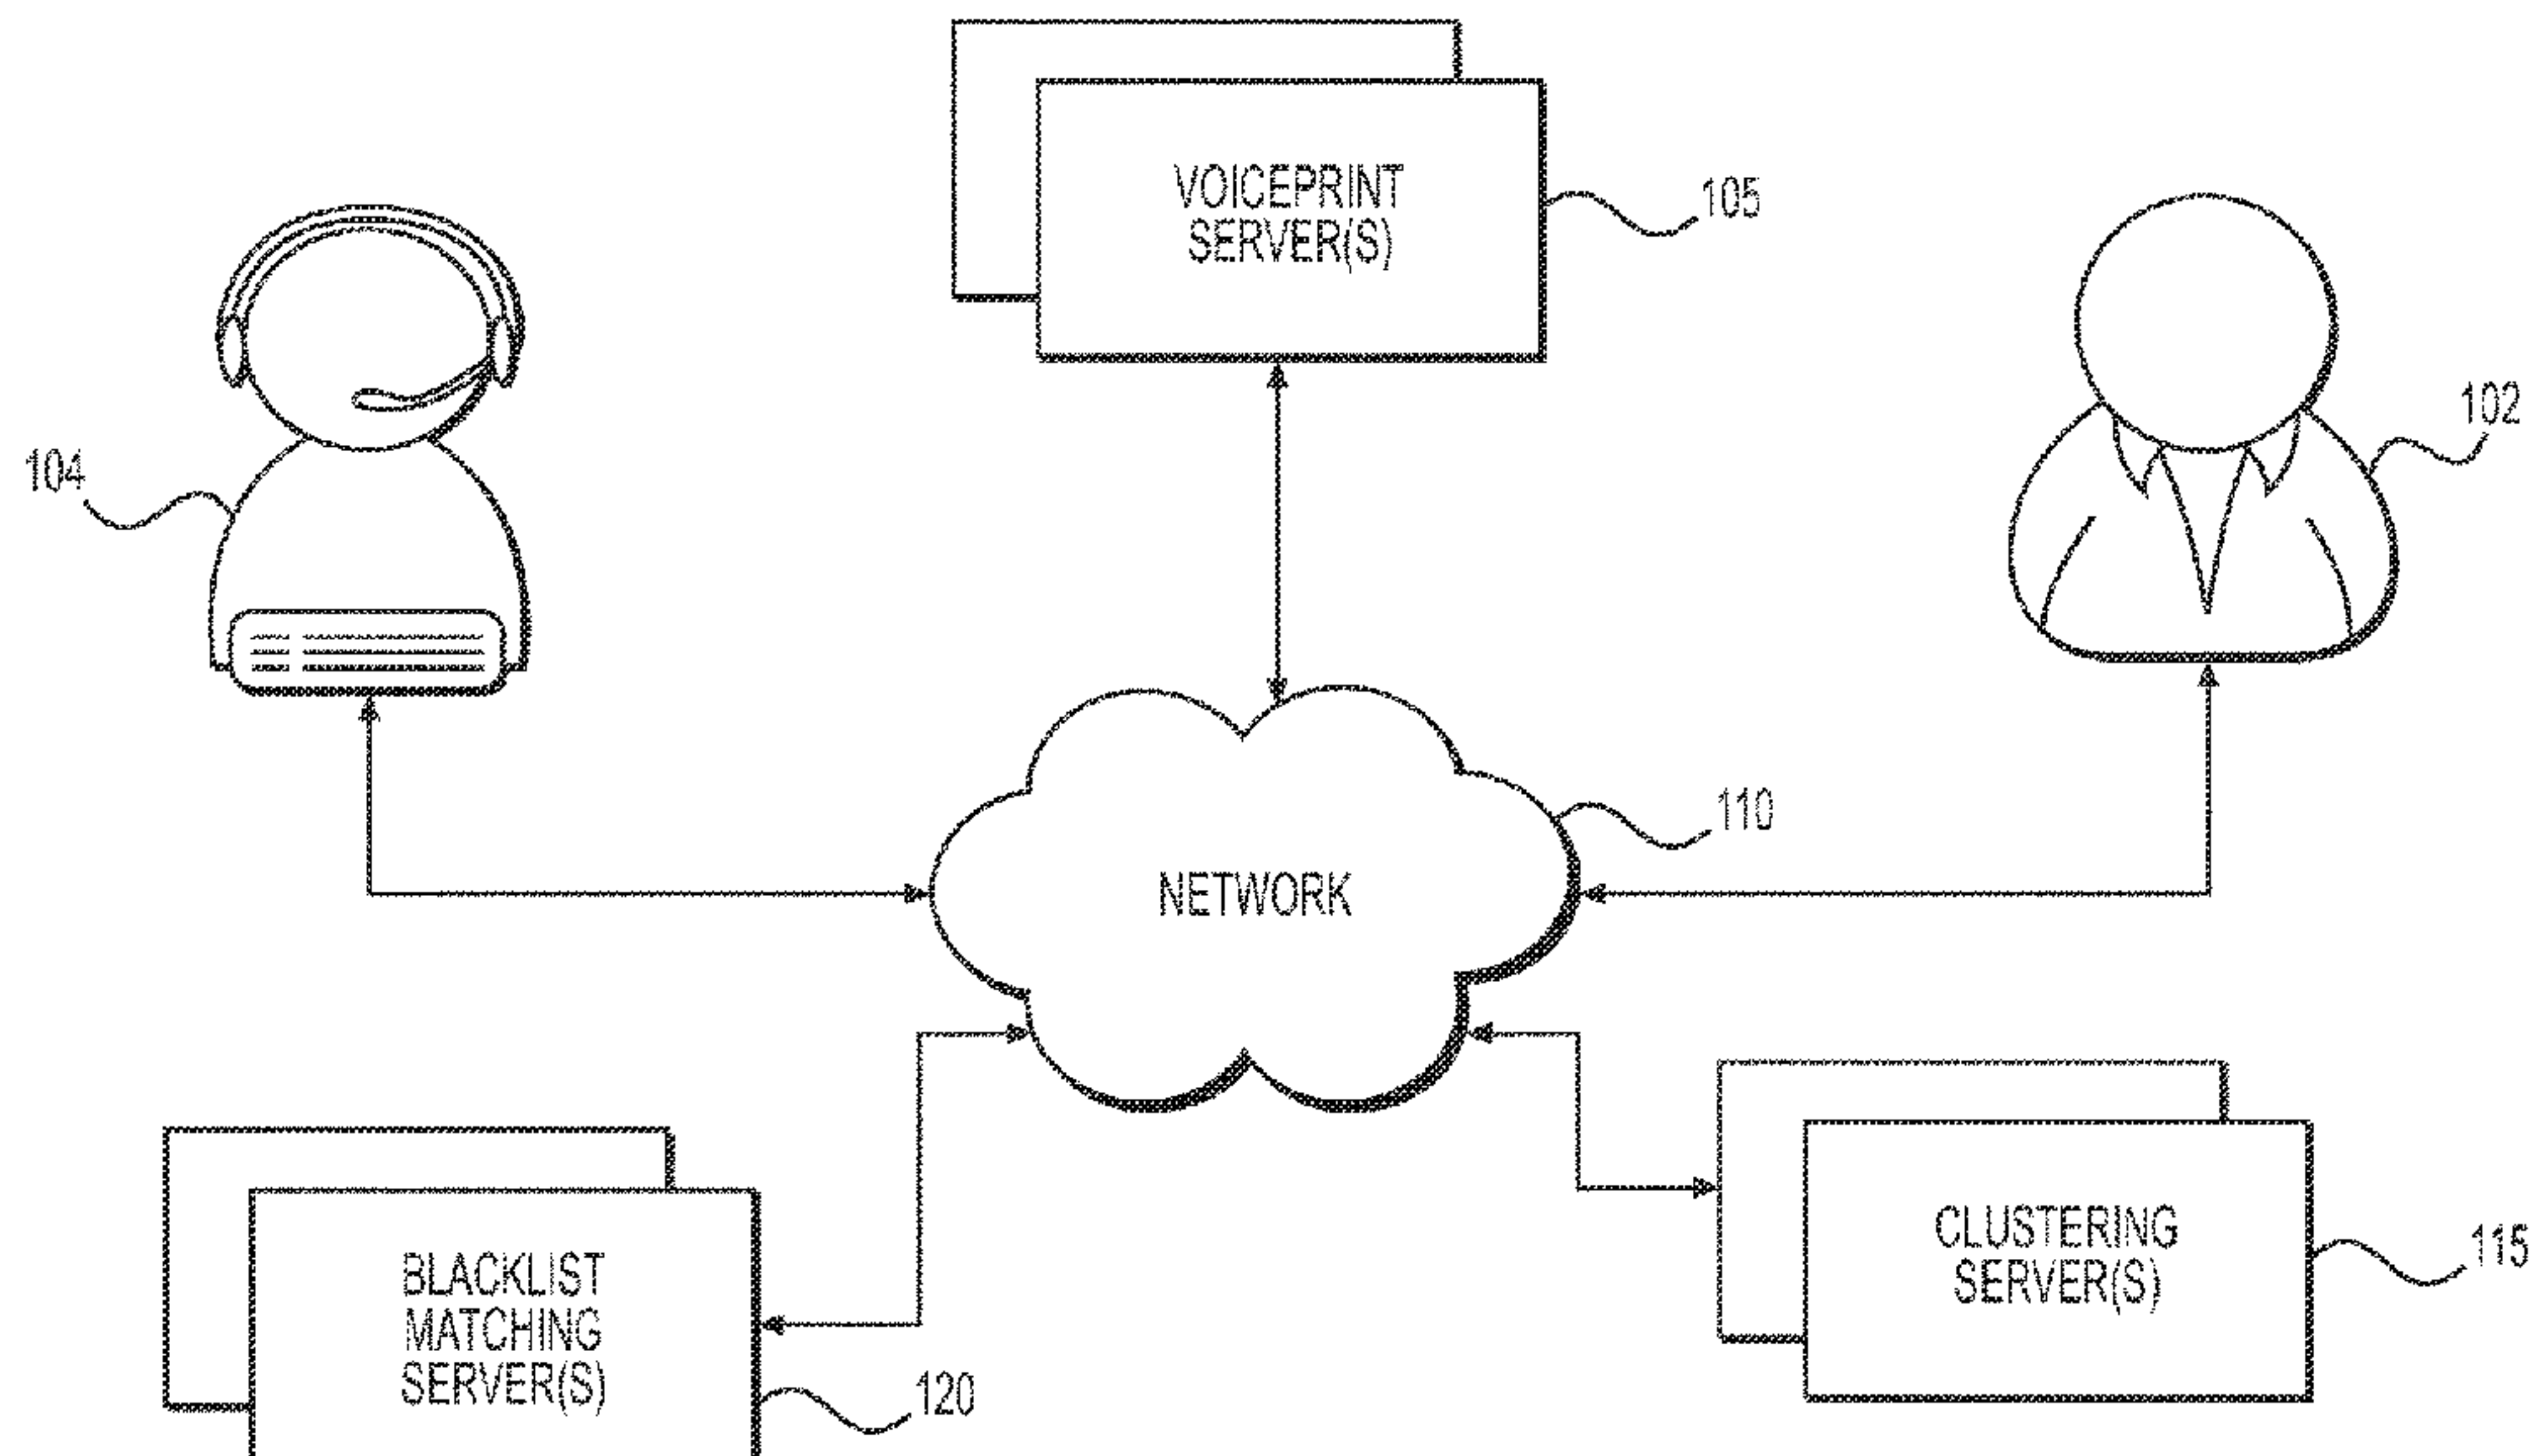 VOICEPRINT
SERVER(S)
105
102
104
110
NETWORK
CLUSTERING
SERVER(S)
115
BLACKLIST
MATCHING
SERVER(S)
120